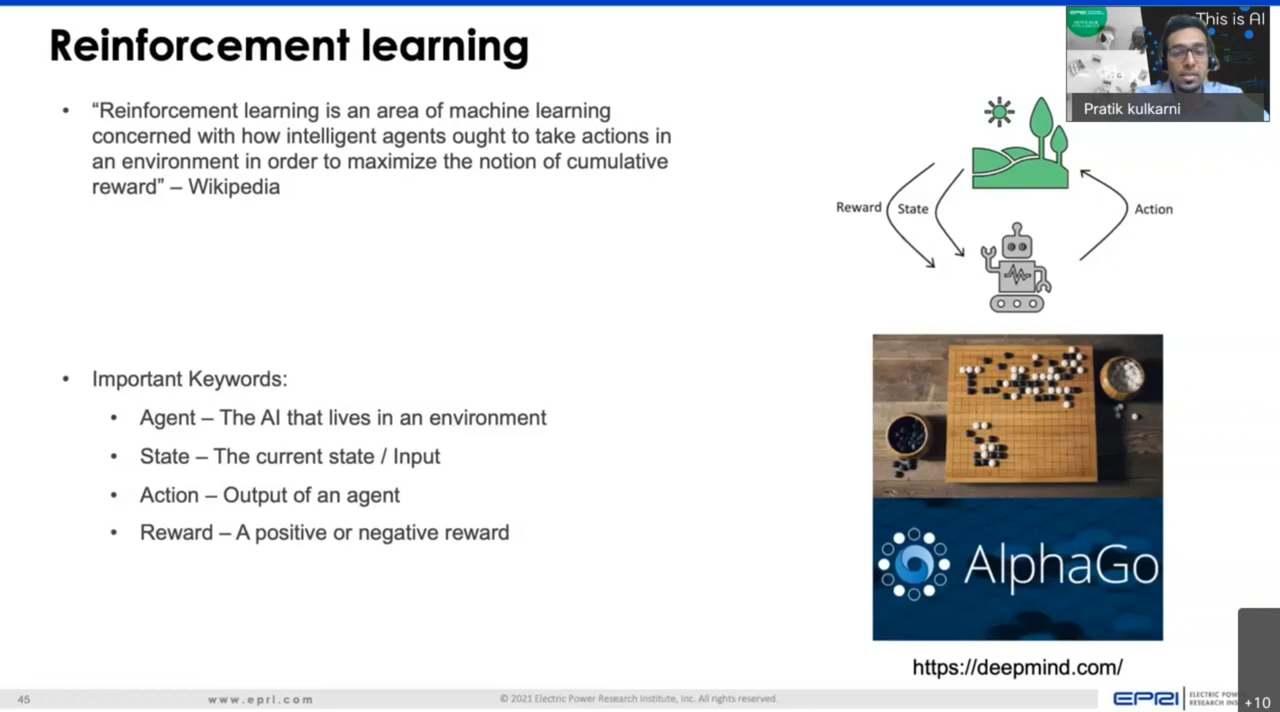 Reinforcement learning
This is AI
Pratik kulkarni
• “Reinforcement learning is an area of machine learning
concerned with how intelligent agents ought to take actions in
an environment in order to maximize the notion of cumulative
reward” – Wikipedia
Reward
State
Action
• Important Keywords:
• Agent – The AI that lives in an environment
• State – The current state / Input
• Action – Output of an agent
• Reward – A positive or negative reward
AlphaGo
https://deepmind.com/
45
www.epri.com
© 2021 Electric Power Research Institute, Inc. All rights reserved.
EPRI
ELECTRIC
RESEARCH
+10